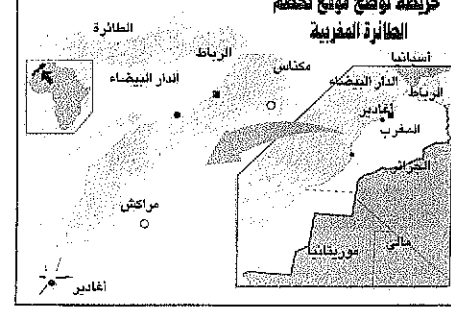 خريطة توضح موقع تحطم
الطائرة المغربية
الطائرة
الرباط
الدار البيضاء
مكناس
مراكش
أغادير
أسبانيا
الدار البيضاء
الرباط
أغادير
المغرب
الجزائر
مالي
موريتانيا